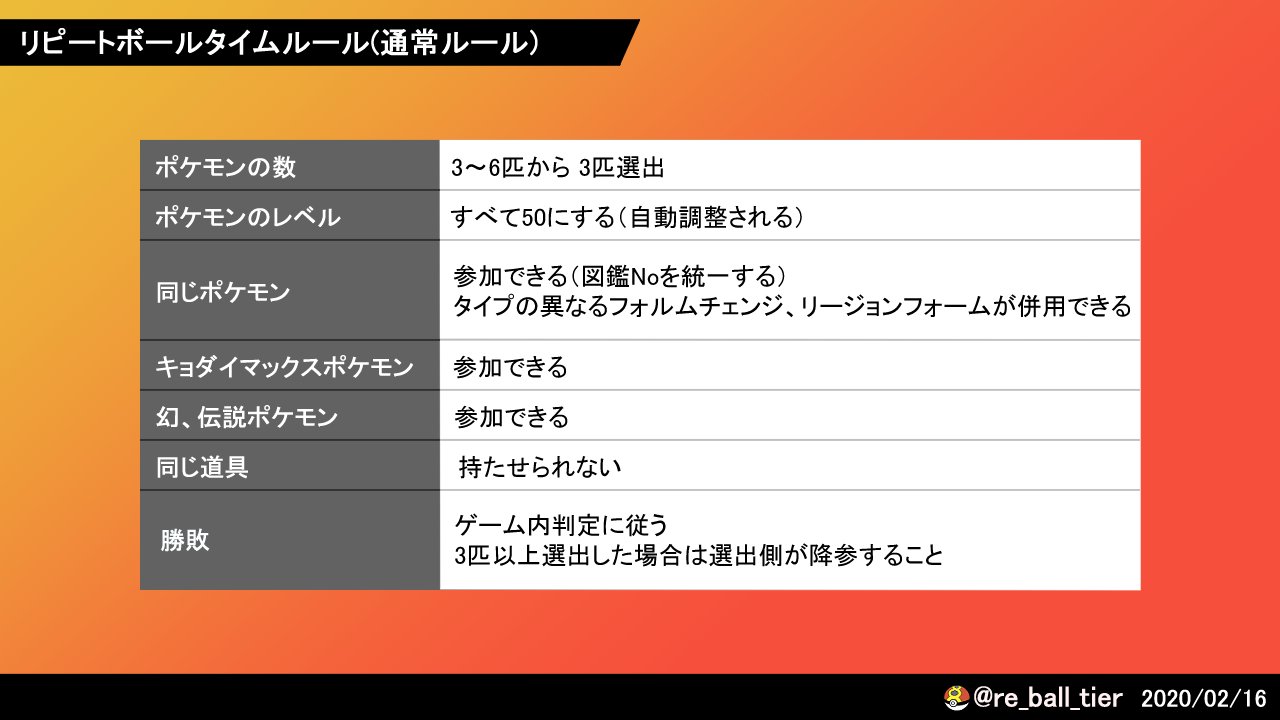 リピートボールタイムルール(通常ルール)
ポケモンの数
3～6匹から 3匹選出
ポケモンのレベル
すべて50にする(自動調整される)
同じポケモン
参加できる(図鑑Noを統一する)
タイプの異なるフォルムチェンジ、リージョンフォームが併用できる
キョダイマックスポケモン
参加できる
幻、伝説ポケモン
参加できる
同じ道具
持たせられない
勝敗
ゲーム内判定に従う
3匹以上選出した場合は選出側が降参すること
@re_ball_tier 2020/02/16